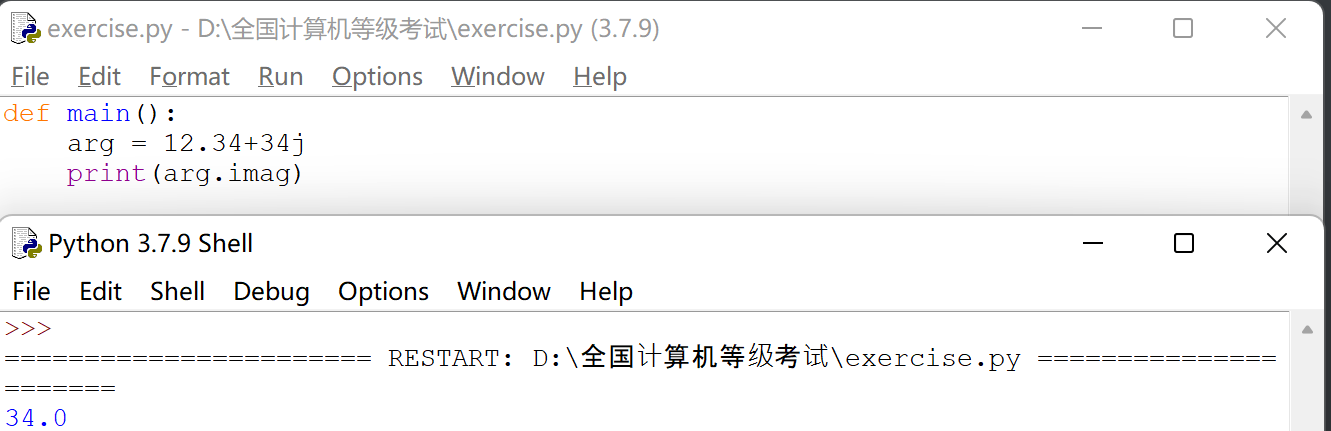 exercise.py - D:\全国计算机等级考试\exercise.py (3.7.9)
File Edit Format Run Options Window Help
def main():
    arg = 12.34+34j
    print(arg.imag)
Python 3.7.9 Shell
File Edit Shell Debug Options Window Help
>>>
======================= RESTART: D:\全国计算机等级考试\exercise.py ===============
=======
34.0